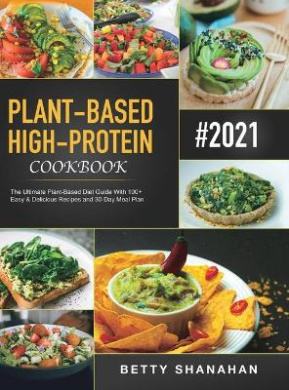 PLANT-BASED
HIGH-PROTEIN
COOKBOOK
#2021
The Ultimate Plant-Based Diet Guide With 100+
Easy & Delicious Recipes and 30-Day Meal Plan
BETTY SHANAHAN